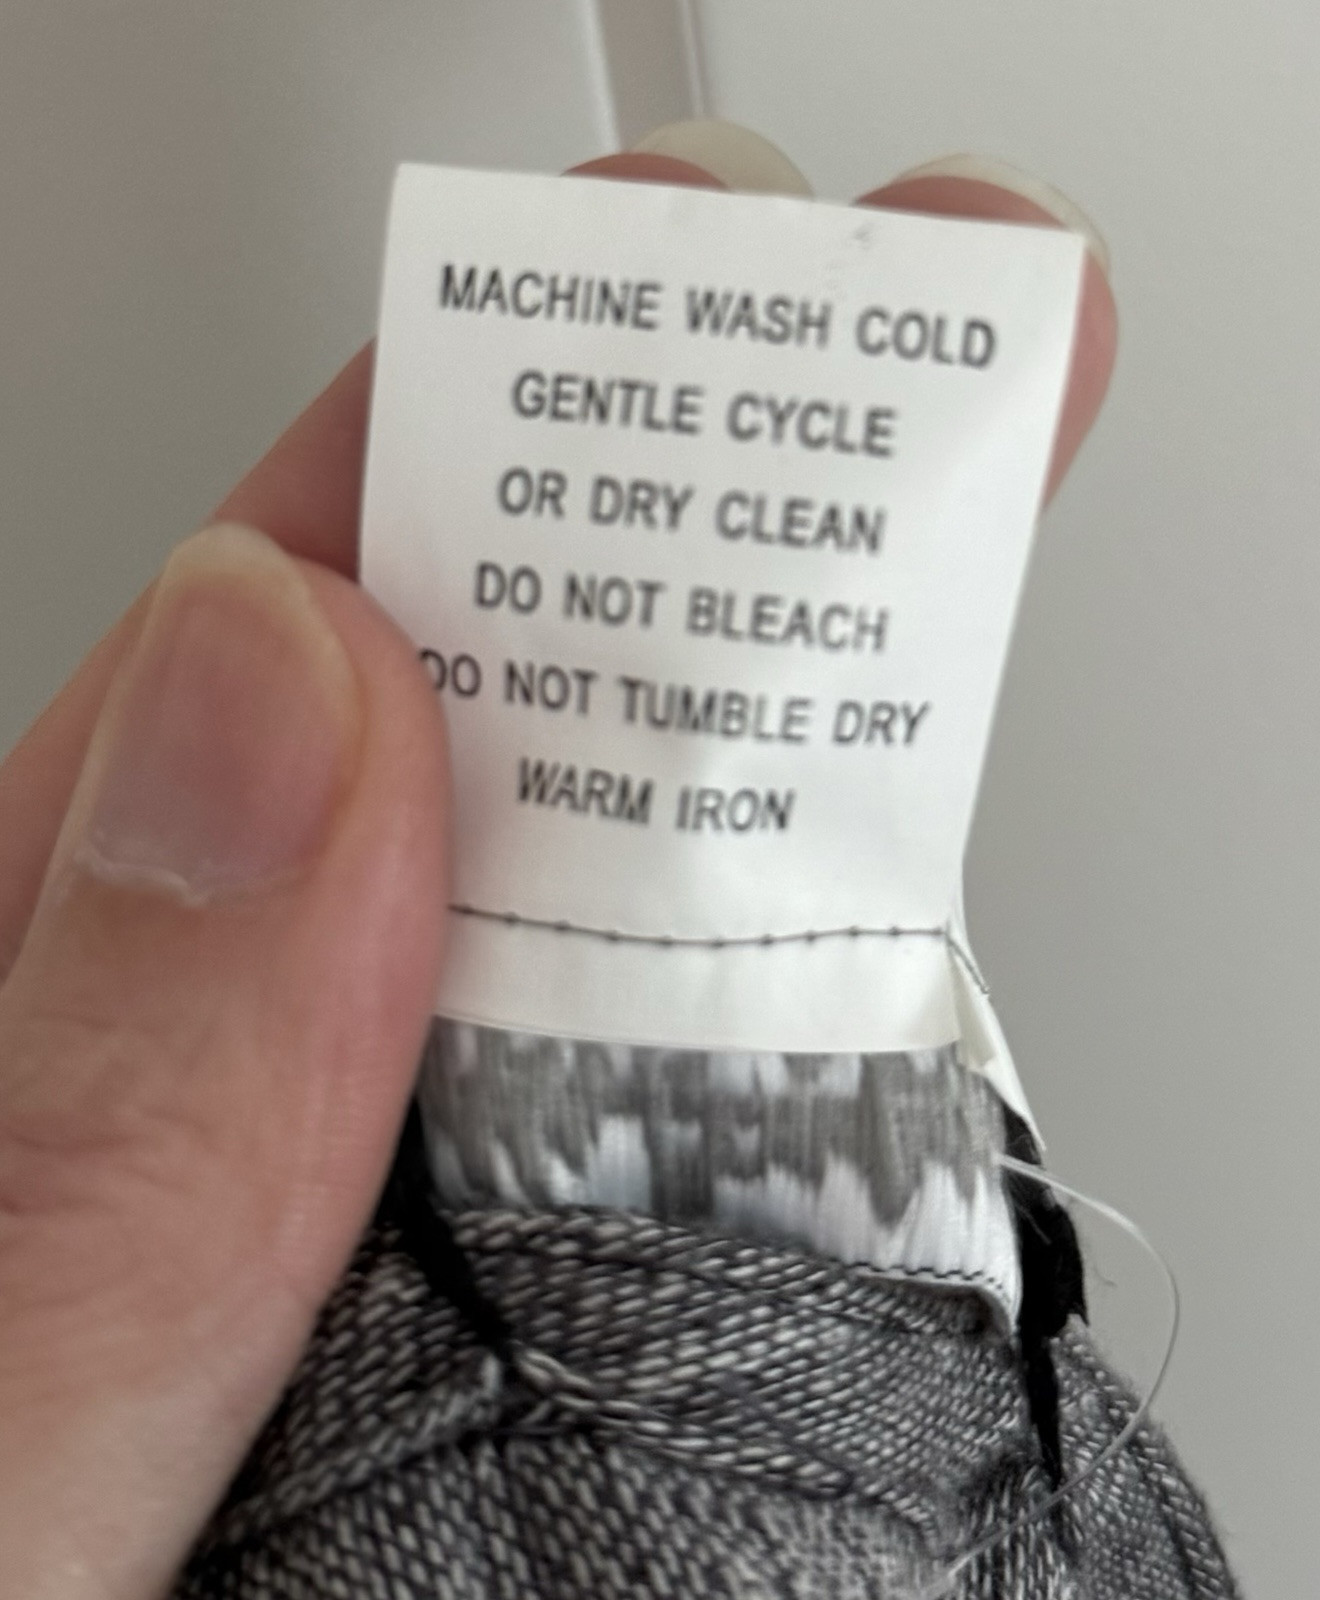 MACHINE WASH COLD
GENTLE CYCLE
OR DRY CLEAN
DO NOT BLEACH
DO NOT TUMBLE DRY
WARM IRON